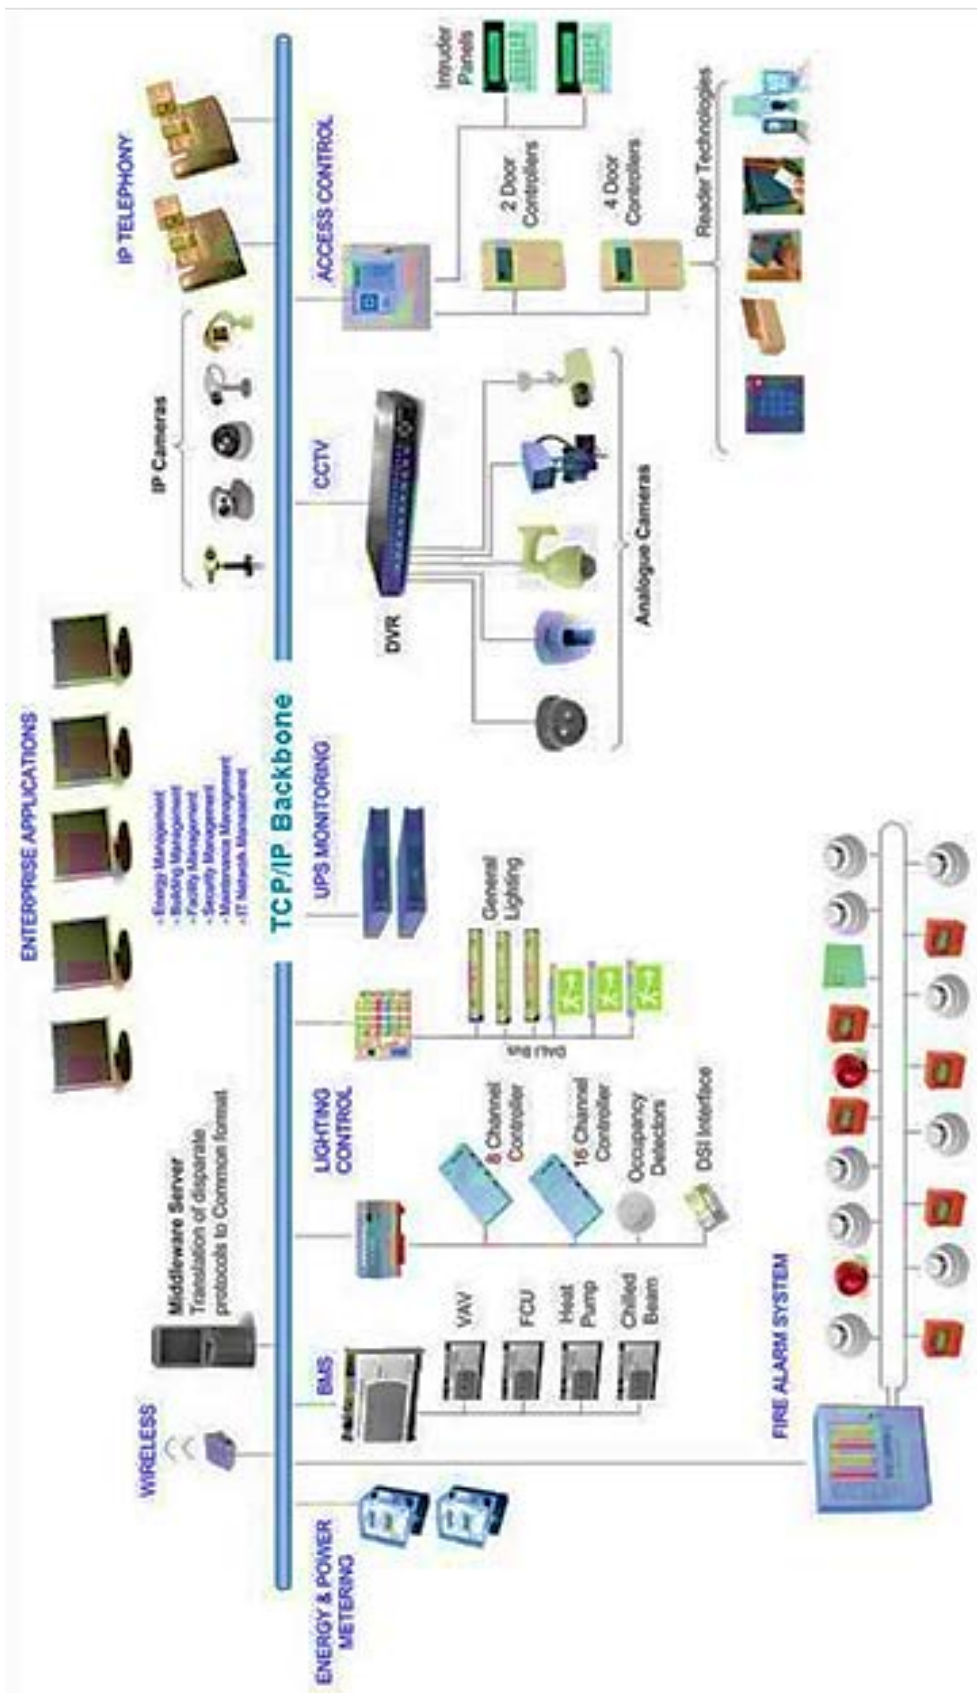 ENTERPRISE APPLICATIONS
- Energy Management
- Building Management
- Facility Management
- Security Management
- Maintenance Management
- IT Network Management
WIRELESS
Middleware Server
Translation of disparate
protocols to Common format
IP Cameras
IP TELEPHONY
TCP/IP Backbone
ENERGY & POWER
METERING
BMS
VAV
FCU
Heat
Pump
Chilled
Beam
LIGHTING
CONTROL
8 Channel
Controller
16 Channel
Controller
Occupancy
Detectors
DSI Interface
DALI Bus
General
Lighting
UPS MONITORING
CCTV
DVR
Analogue Cameras
ACCESS CONTROL
Intruder
Panels
2 Door
Controllers
4 Door
Controllers
Reader Technologies
FIRE ALARM SYSTEM